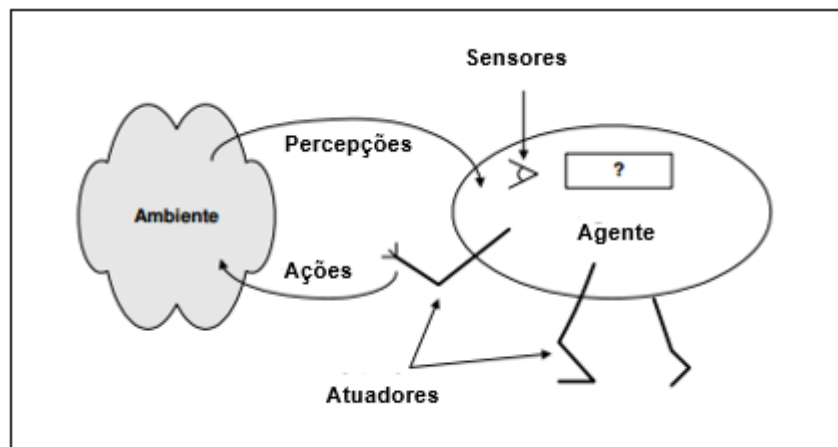 Sensores
Percepções
?
Ambiente
Agente
Ações
Atuadores